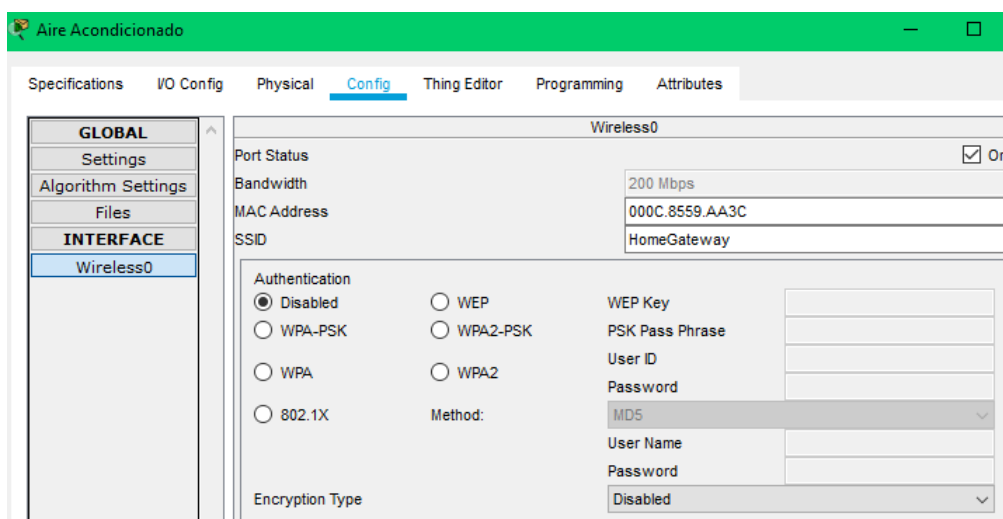 Aire Acondicionado
Specifications I/O Config Physical Config Thing Editor Programming Attributes
GLOBAL
Settings
Algorithm Settings
Files
INTERFACE
Wireless0
Wireless0
Port Status
Bandwidth 200 Mbps
MAC Address 000C.8559.AA3C
SSID HomeGateway
Authentication
Disabled WEP WEP Key
WPA-PSK WPA2-PSK PSK Pass Phrase
User ID
WPA WPA2
Password
802.1X Method: MD5
User Name
Password
Encryption Type Disabled